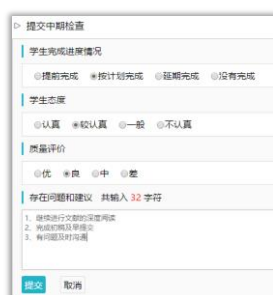 提交中期检查
学生完成进度情况
提前完成 按计划完成 延期完成 没有完成
学生态度
认真 较认真 一般 不认真
质量评价
优 良 中 差
存在问题和建议 共输入 32 字符
1、继续进行文献的深度阅读
2、完成初稿及早提交
3、有问题及时沟通
提交 取消